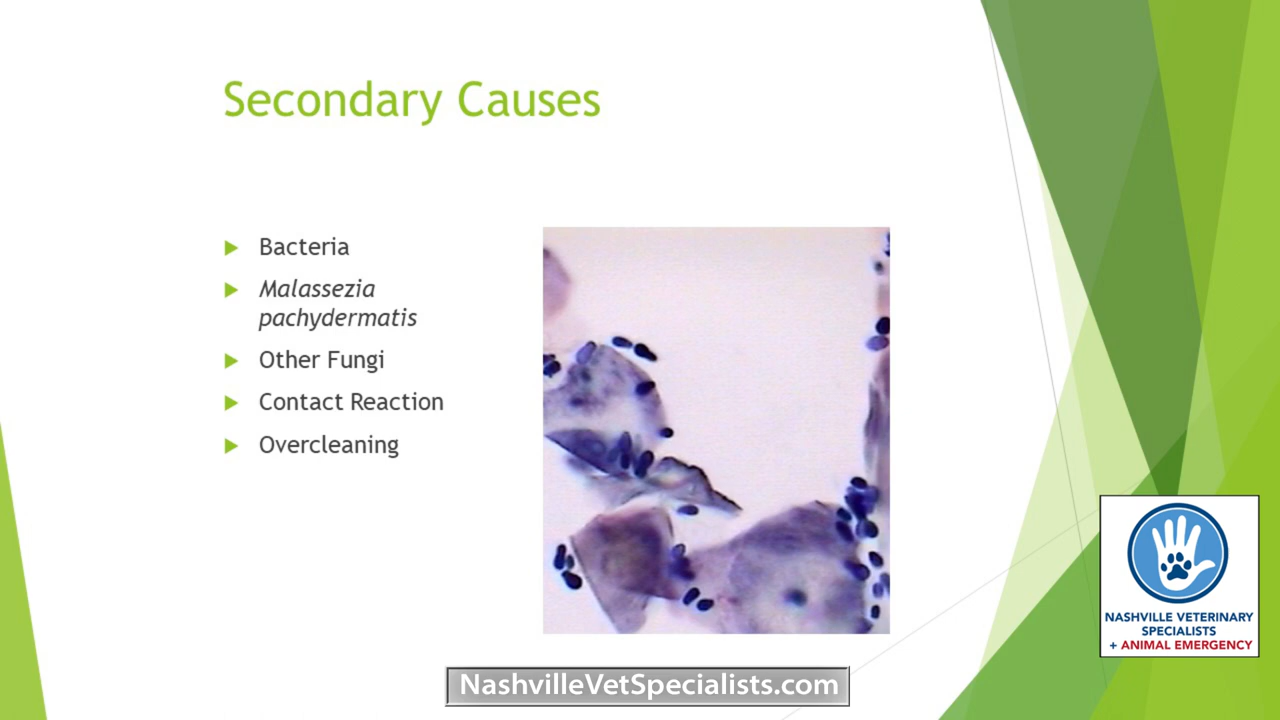 Secondary Causes
Bacteria
Malassezia
pachydermatis
Other Fungi
Contact Reaction
Overcleaning
NASHVILLE VETERINARY
SPECIALISTS
+ ANIMAL EMERGENCY
NashvilleVetSpecialists.com